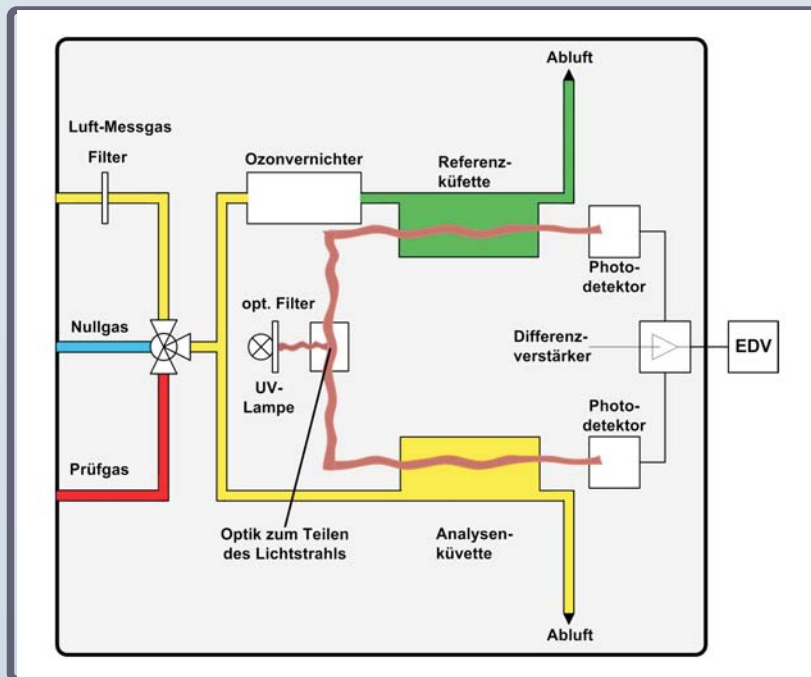 Abluft
Luft-Messgas
Filter
Ozonvernichter
Referenz-
küfette
Photo-
detektor
opt. Filter
Nullgas
Differenz-
verstärker
EDV
UV-
Lampe
Photo-
detektor
Prüfgas
Optik zum Teilen
des Lichtstrahls
Analysen-
küvette
Abluft